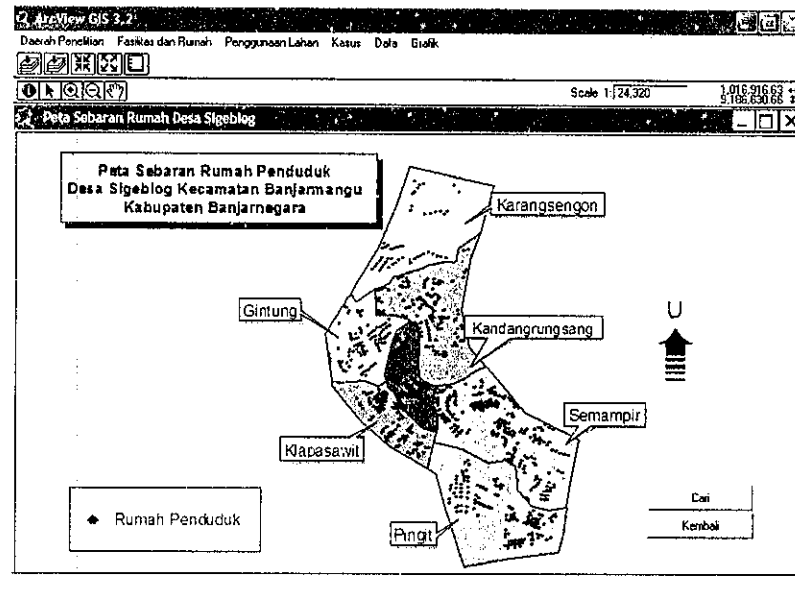 ArcView GIS 3.2
Daerah Penelitian Fasilitas dan Rumah Penggunaan Lahan Kasus Data Grafik
Scale 1: 24,320
1,016,916.63
9,186,630.66
Peta Sebaran Rumah Desa Sigeblog
Peta Sebaran Rumah Penduduk
Desa Sigeblog Kecamatan Banjarmangu
Kabupaten Banjarnegara
Karangsengon
Gintung
Kandangrungsang
U
Semampir
Klapasawit
Pingit
Rumah Penduduk
Cari
Kembali